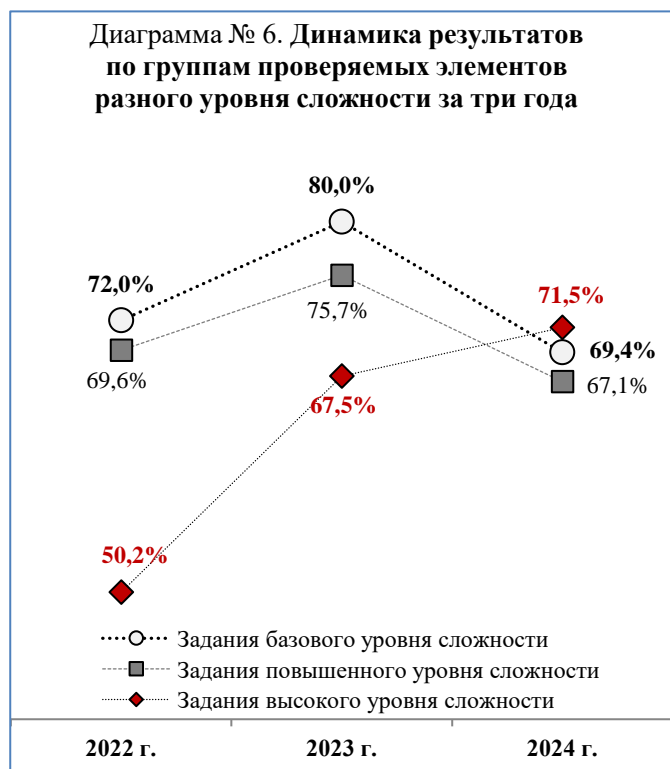 Диаграмма № 6. Динамика результатов
по группам проверяемых элементов
разного уровня сложности за три года
80,0%
72,0%
71,5%
75,7%
69,4%
69,6%
67,1%
67,5%
50,2%
Задания базового уровня сложности
Задания повышенного уровня сложности
Задания высокого уровня сложности
2022 г. 2023 г. 2024 г.